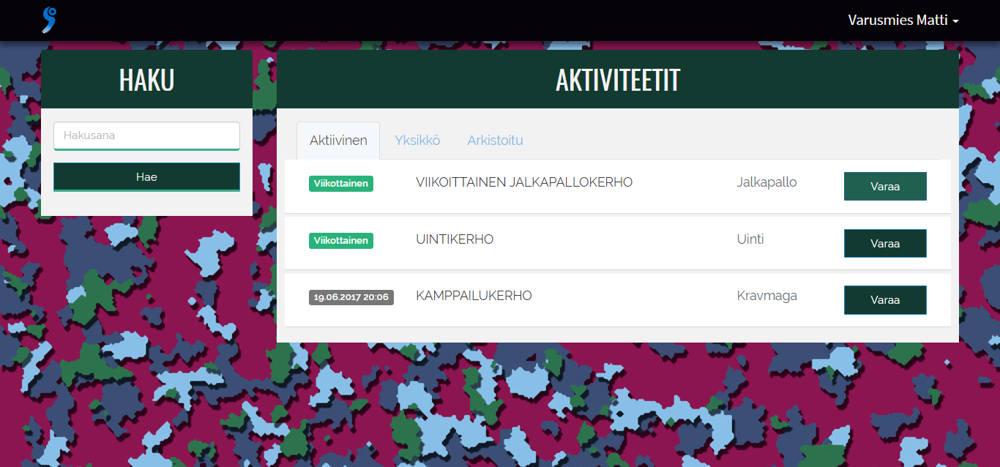 Varusmies Matti
HAKU
Hakusana
Hae
AKTIVITEETIT
Aktiivinen Yksikkö Arkistoitu
Viikottainen VIIKOITTAINEN JALKAPALLOKERHO Jalkapallo Varaa
Viikottainen UINTIKERHO Uinti Varaa
19.06.2017 20:06 KAMPPAILUKERHO Kravmaga Varaa